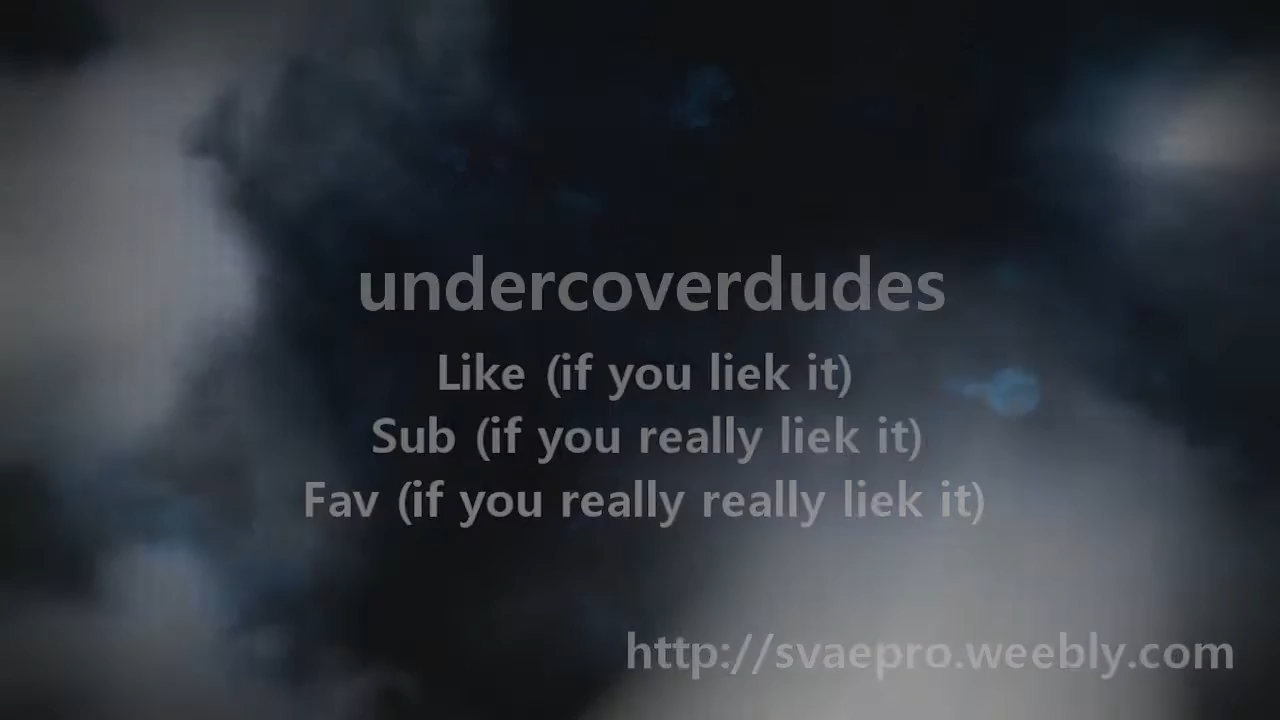 undercoverdudes
Like (if you liek it)
Sub (if you really liek it)
Fav (if you really really liek it)
http://svaepro.weebly.com